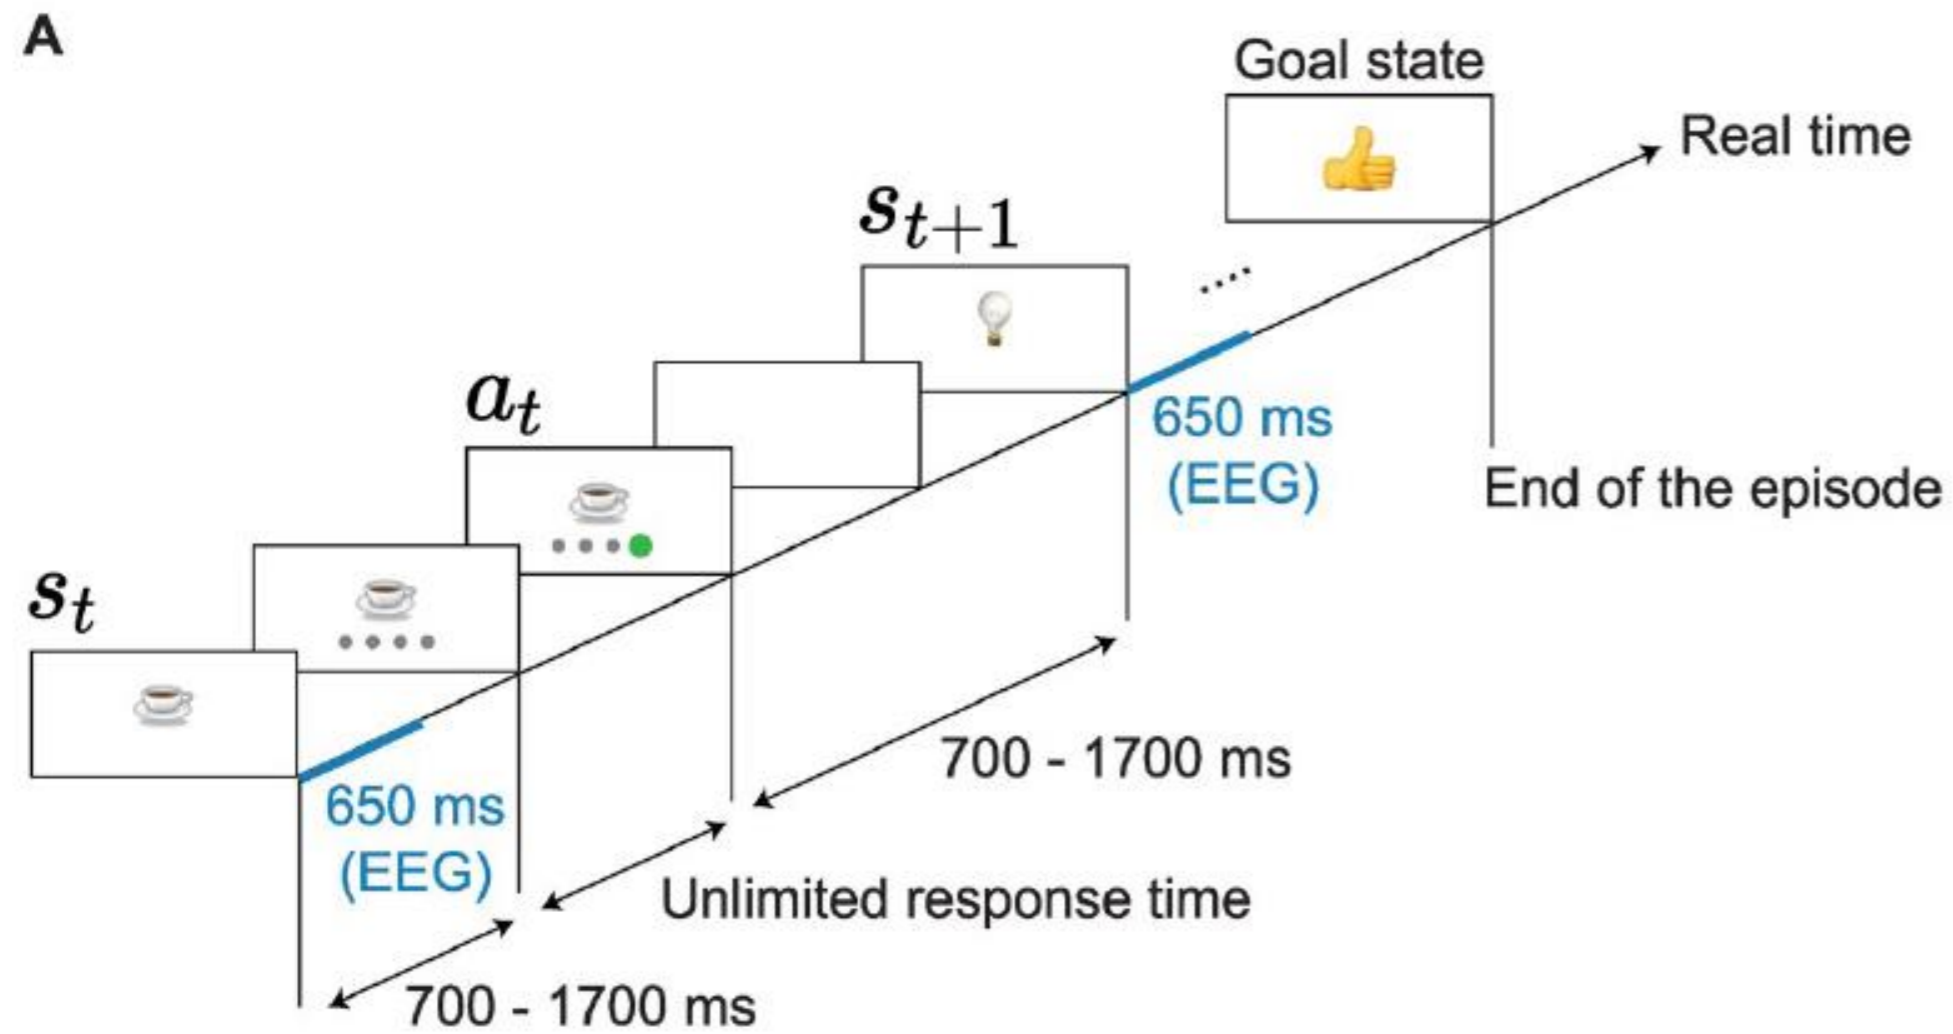 A
Goal state
Real time
s_{t+1}
a_t
650 ms
(EEG)
End of the episode
s_t
700 - 1700 ms
650 ms
(EEG)
Unlimited response time
700 - 1700 ms